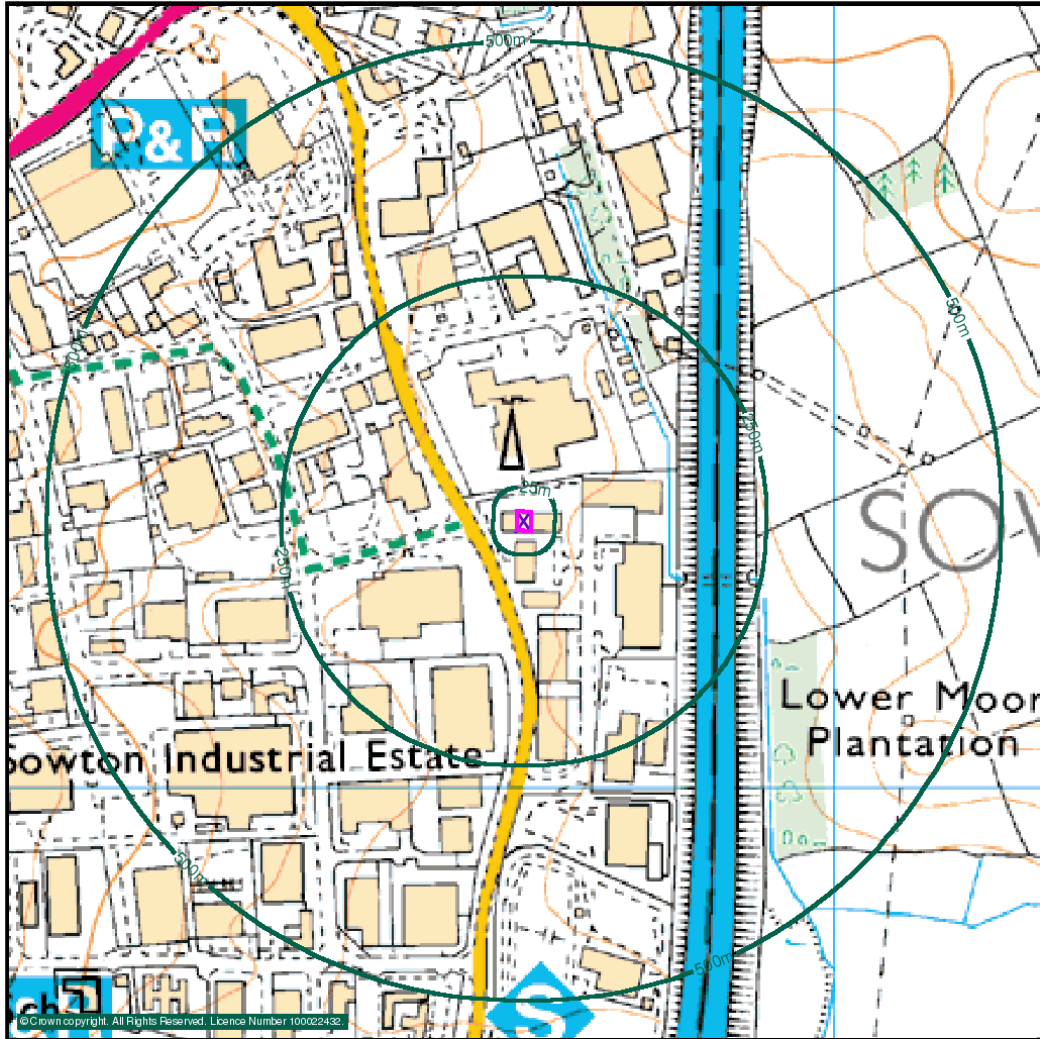 500m
P&R
500m
500m
250m
25m
X
SOW
250m
Lower Moor
Plantation
Sowton Industrial Estate
500m
500m
S
Sch
© Crown copyright. All Rights Reserved. Licence Number 100022432.